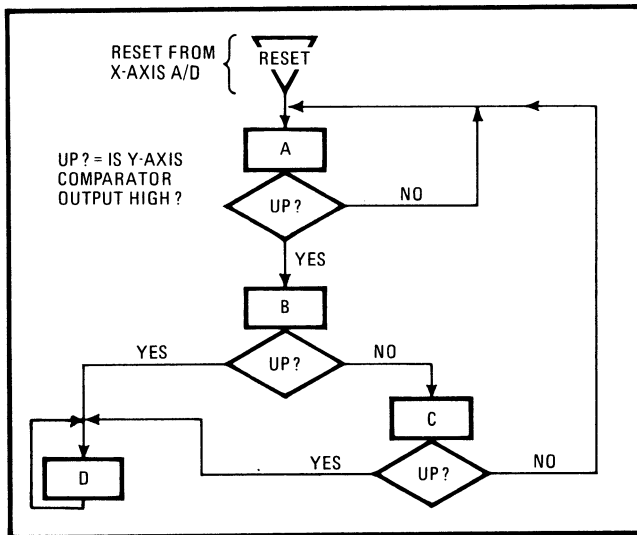 RESET FROM
X-AXIS A/D
RESET
A
UP? = IS Y-AXIS
COMPARATOR
OUTPUT HIGH?
UP?
NO
YES
B
UP?
YES
NO
C
UP?
YES
NO
D